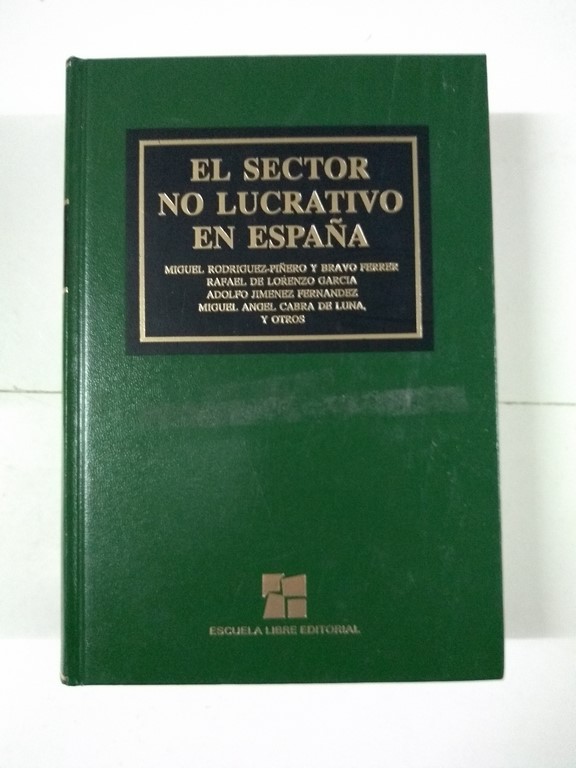 EL SECTOR
NO LUCRATIVO
EN ESPAÑA
MIGUEL RODRIGUEZ-PIÑERO Y BRAVO FERRER
RAFAEL DE LORENZO GARCIA
ADOLFO JIMENEZ FERNANDEZ
MIGUEL ANGEL CABRA DE LUNA,
Y OTROS
ESCUELA LIBRE EDITORIAL